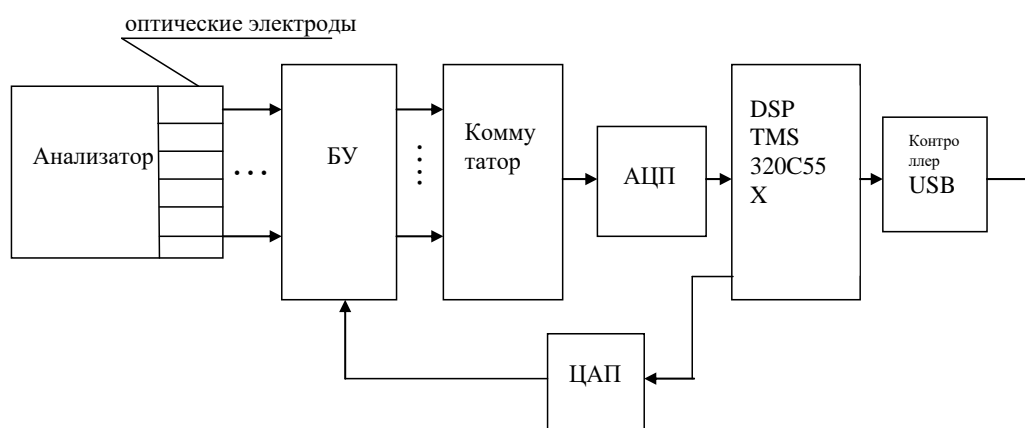 оптические электроды
Анализатор
БУ
Комму
татор
АЦП
DSP
TMS
320C55
X
Контро
ллер
USB
ЦАП